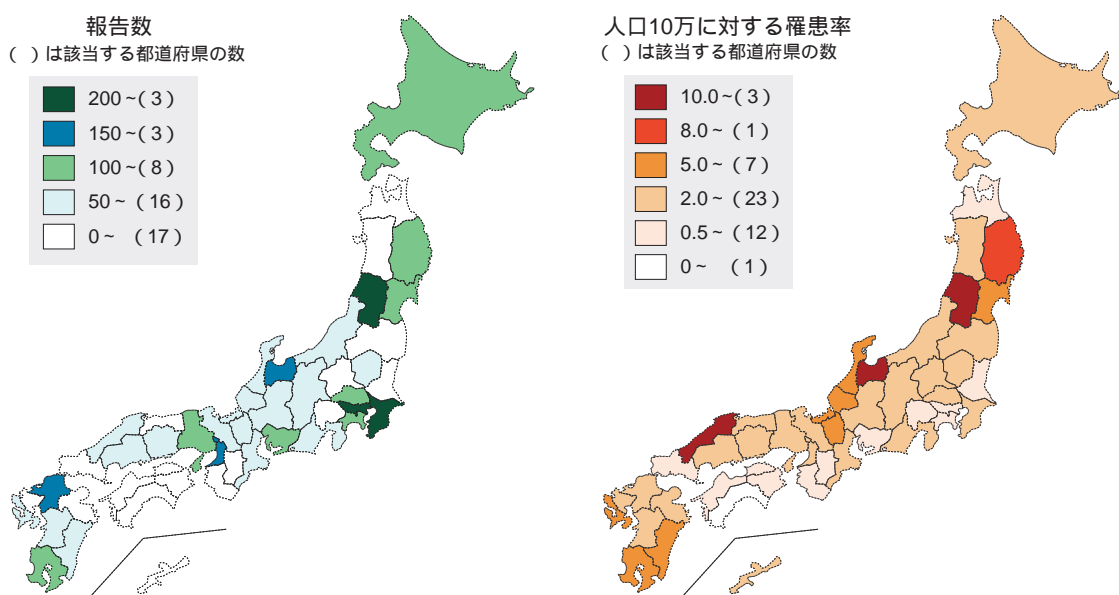 報告数
( )は該当する都道府県の数
200~(3)
150~(3)
100~(8)
50~(16)
0~(17)
人口10万に対する罹患率
( )は該当する都道府県の数
10.0~(3)
8.0~(1)
5.0~(7)
2.0~(23)
0.5~(12)
0~(1)